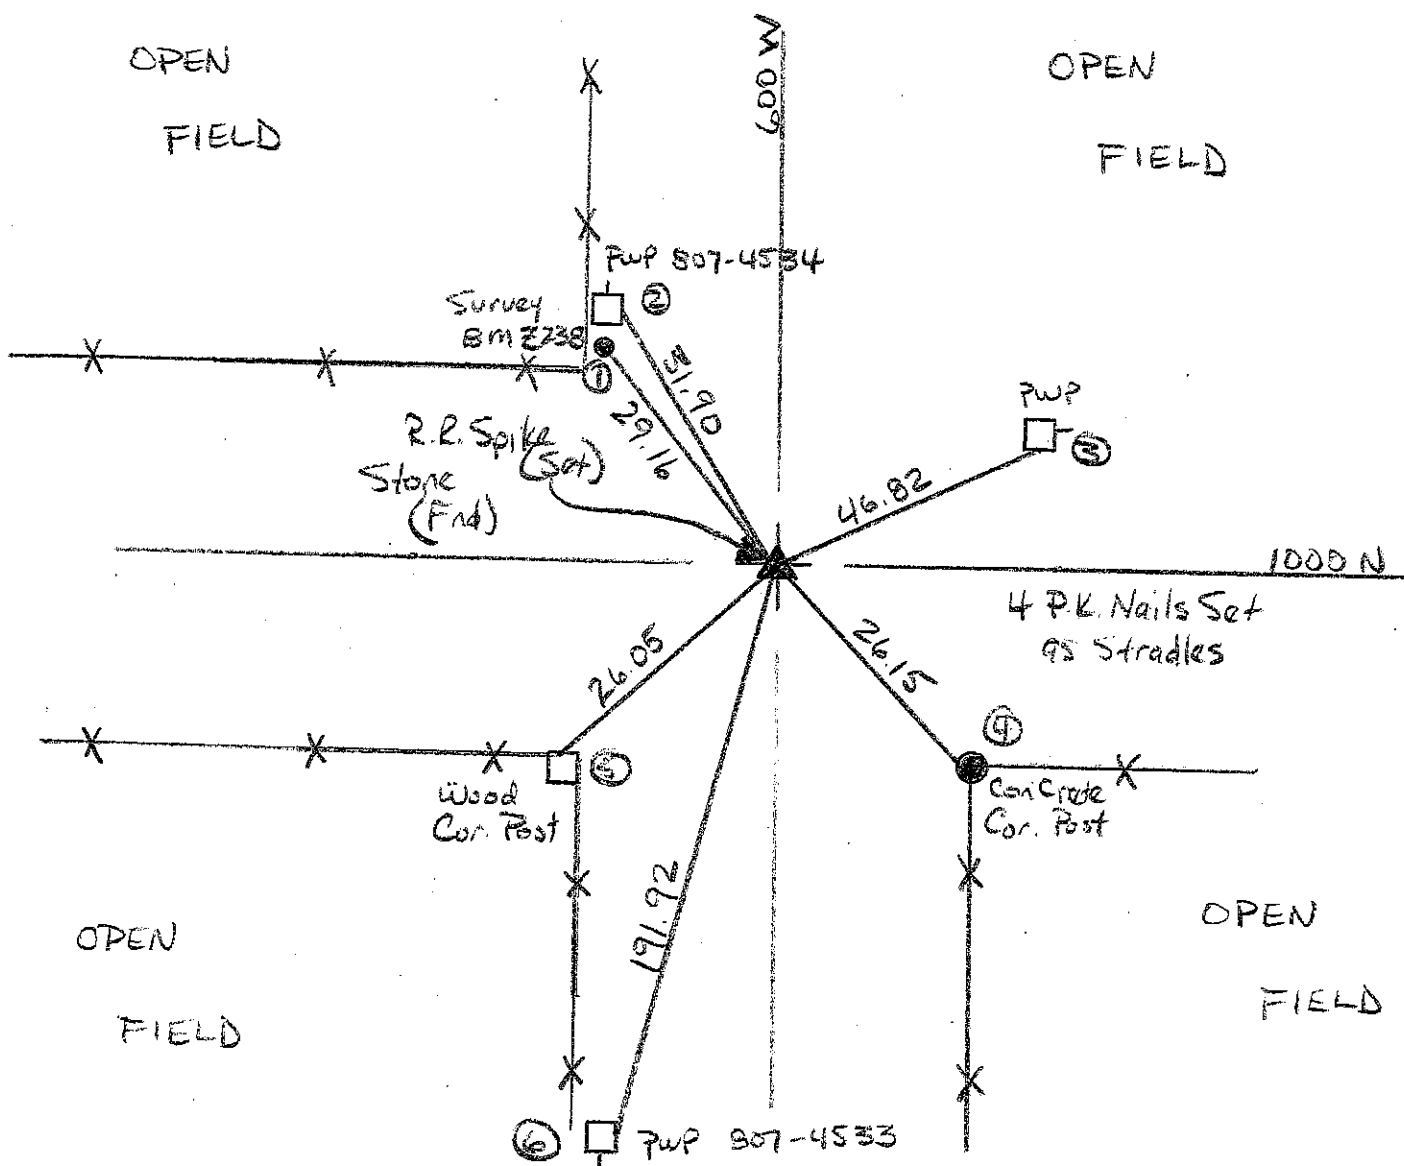 OPEN
FIELD
600 W
OPEN
FIELD
PWP 807-4534
②
Survey
BM Z238
①
51.90
29.16
PWP
③
R.R. Spike
(Set)
Stone
(Fnd)
46.82
1000 N
4 P.K. Nails Set
as Stradles
26.05
26.15
④
⑤
Wood
Cor. Post
Concrete
Cor. Post
191.92
OPEN
FIELD
OPEN
FIELD
⑥
PWP 807-4533